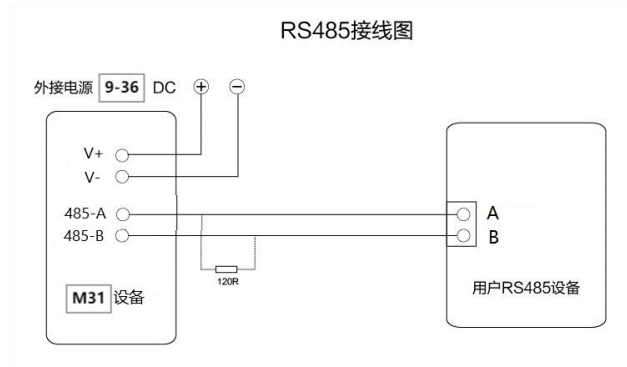 RS485接线图
外接电源 9-36 DC + −
V+
V-
485-A
485-B
A
B
120R
M31 设备
用户RS485设备